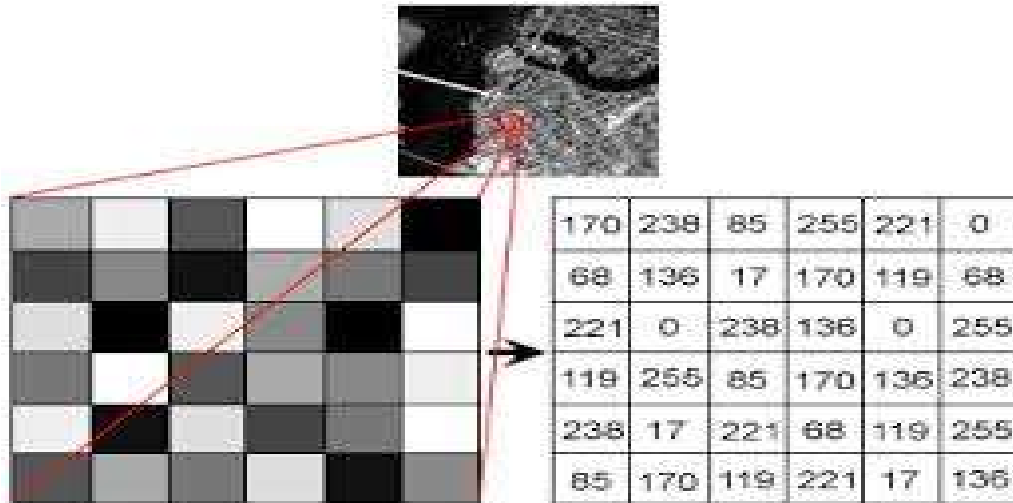 170 238 85 255 221 0
68 136 17 170 119 68
221 0 238 136 0 255
119 255 85 170 136 238
238 17 221 68 119 255
85 170 119 221 17 136